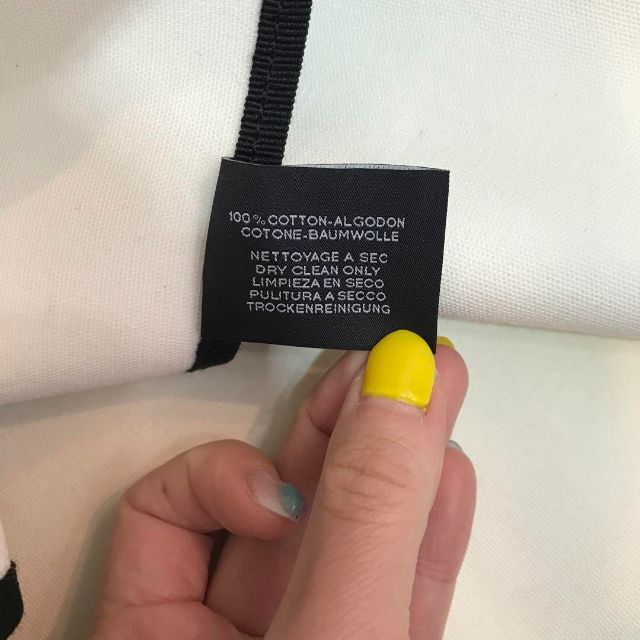 100% COTTON-ALGODON
COTONE-BAUMWOLLE
NETTOYAGE A SEC
DRY CLEAN ONLY
LIMPIEZA EN SECO
PULITURA A SECCO
TROCKENREINIGUNG